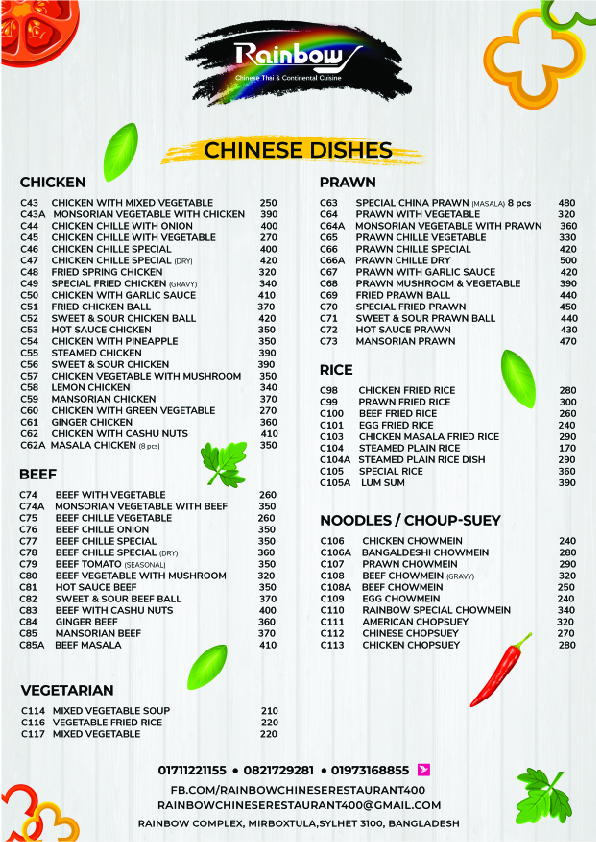 Rainbow
Chinese Thai & Continental Cuisine
CHINESE DISHES
CHICKEN
C43 CHICKEN WITH MIXED VEGETABLE 250
C43A MONSORIAN VEGETABLE WITH CHICKEN 390
C44 CHICKEN CHILLE WITH ONION 400
C45 CHICKEN CHILLE WITH VEGETABLE 270
C46 CHICKEN CHILLE SPECIAL 400
C47 CHICKEN CHILLE SPECIAL (DRY) 420
C48 FRIED SPRING CHICKEN 320
C49 SPECIAL FRIED CHICKEN (GRAVY) 340
C50 CHICKEN WITH GARLIC SAUCE 410
C51 FRIED CHICKEN BALL 370
C52 SWEET & SOUR CHICKEN BALL 420
C53 HOT SAUCE CHICKEN 350
C54 CHICKEN WITH PINEAPPLE 350
C55 STEAMED CHICKEN 390
C56 SWEET & SOUR CHICKEN 390
C57 CHICKEN VEGETABLE WITH MUSHROOM 350
C58 LEMON CHICKEN 340
C59 MANSORIAN CHICKEN 370
C60 CHICKEN WITH GREEN VEGETABLE 270
C61 GINGER CHICKEN 360
C62 CHICKEN WITH CASHU NUTS 410
C62A MASALA CHICKEN (8 pcs) 350
BEEF
C74 BEEF WITH VEGETABLE 260
C74A MONSORIAN VEGETABLE WITH BEEF 350
C75 BEEF CHILLE VEGETABLE 260
C76 BEEF CHILLE ONION 350
C77 BEEF CHILLE SPECIAL 350
C78 BEEF CHILLE SPECIAL (DRY) 360
C79 BEEF TOMATO (SEASONAL) 350
C80 BEEF VEGETABLE WITH MUSHROOM 320
C81 HOT SAUCE BEEF 350
C82 SWEET & SOUR BEEF BALL 370
C83 BEEF WITH CASHU NUTS 400
C84 GINGER BEEF 360
C85 MANSORIAN BEEF 370
C85A BEEF MASALA 410
VEGETARIAN
C114 MIXED VEGETABLE SOUP 210
C116 VEGETABLE FRIED RICE 220
C117 MIXED VEGETABLE 220
PRAWN
C63 SPECIAL CHINA PRAWN (MASALA) 8 pcs 480
C64 PRAWN WITH VEGETABLE 320
C64A MONSORIAN VEGETABLE WITH PRAWN 360
C65 PRAWN CHILLE VEGETABLE 330
C66 PRAWN CHILLE SPECIAL 420
C66A PRAWN CHILLE DRY 500
C67 PRAWN WITH GARLIC SAUCE 420
C68 PRAWN MUSHROOM & VEGETABLE 390
C69 FRIED PRAWN BALL 440
C70 SPECIAL FRIED PRAWN 450
C71 SWEET & SOUR PRAWN BALL 440
C72 HOT SAUCE PRAWN 430
C73 MANSORIAN PRAWN 470
RICE
C98 CHICKEN FRIED RICE 280
C99 PRAWN FRIED RICE 300
C100 BEEF FRIED RICE 260
C101 EGG FRIED RICE 240
C103 CHICKEN MASALA FRIED RICE 290
C104 STEAMED PLAIN RICE 170
C104A STEAMED PLAIN RICE DISH 290
C105 SPECIAL RICE 360
C105A LUM SUM 390
NOODLES / CHOUP-SUEY
C106 CHICKEN CHOWMEIN 240
C106A BANGALDESHI CHOWMEIN 280
C107 PRAWN CHOWMEIN 290
C108 BEEF CHOWMEIN (GRAVY) 320
C108A BEEF CHOWMEIN 250
C109 EGG CHOWMEIN 240
C110 RAINBOW SPECIAL CHOWMEIN 340
C111 AMERICAN CHOPSUEY 320
C112 CHINESE CHOPSUEY 270
C113 CHICKEN CHOPSUEY 280
01711221155 • 0821729281 • 01973168855
FB.COM/RAINBOWCHINESERESTAURANT400
RAINBOWCHINESERESTAURANT400@GMAIL.COM
RAINBOW COMPLEX, MIRBOXTULA,SYLHET 3100, BANGLADESH